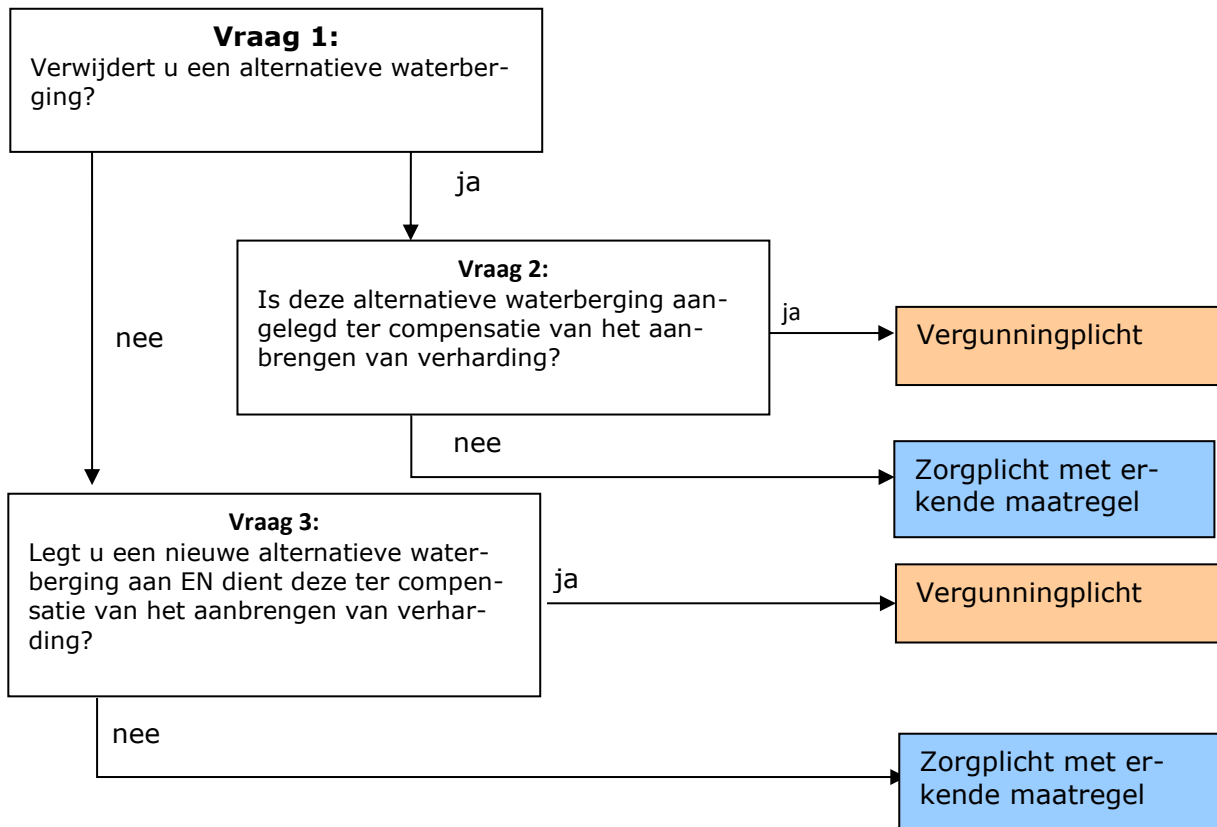 Vraag 1:
Verwijdert u een alternatieve waterber-
ging?
ja
nee
Vraag 2:
Is deze alternatieve waterberging aan-
gelegd ter compensatie van het aan-
brengen van verharding?
ja
Vergunningplicht
nee
Zorgplicht met er-
kende maatregel
Vraag 3:
Legt u een nieuwe alternatieve water-
berging aan EN dient deze ter compen-
satie van het aanbrengen van verhar-
ding?
ja
Vergunningplicht
nee
Zorgplicht met er-
kende maatregel